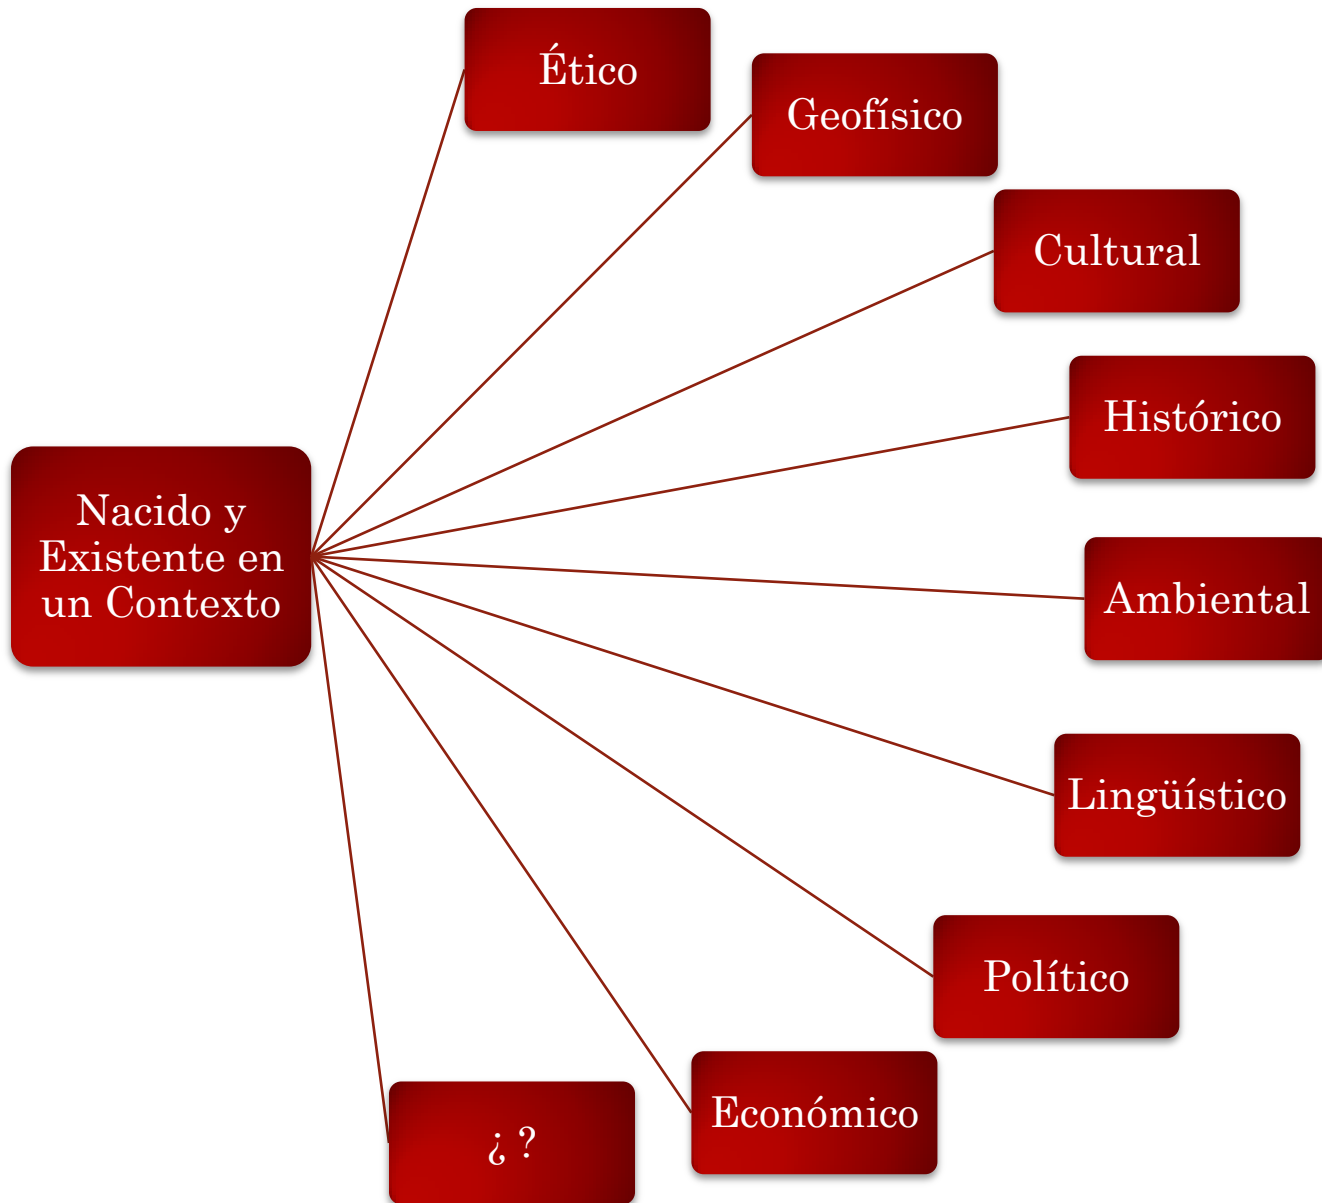 Ético
Geofísico
Cultural
Histórico
Nacido y
Existente en
un Contexto
Ambiental
Lingüístico
Político
Económico
¿ ?